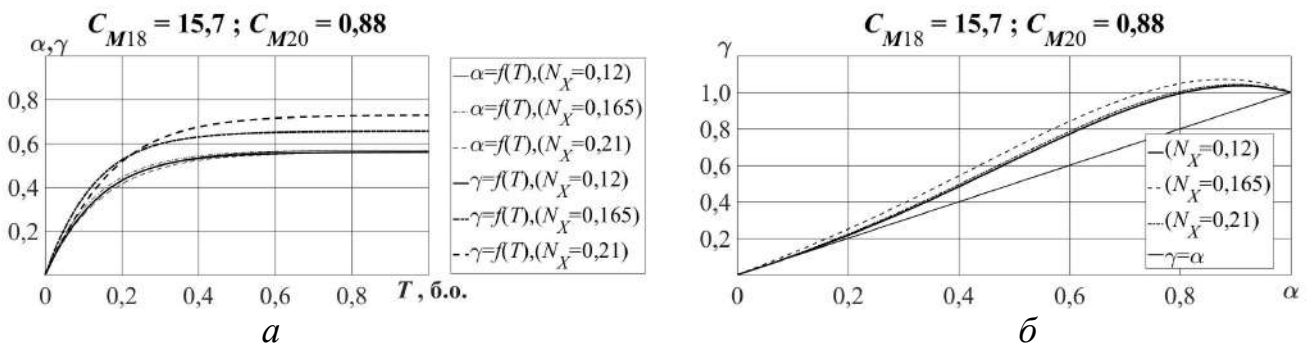 C_M18 = 15,7 ; C_M20 = 0,88
α,γ
0,8
0,6
0,4
0,2
0
0,2
0,4
0,6
0,8
T , б.о.
α=f(T),(N_X=0,12)
α=f(T),(N_X=0,165)
α=f(T),(N_X=0,21)
γ=f(T),(N_X=0,12)
γ=f(T),(N_X=0,165)
γ=f(T),(N_X=0,21)
а
C_M18 = 15,7 ; C_M20 = 0,88
γ
1,0
0,8
0,6
0,4
0,2
0
0,2
0,4
0,6
0,8
α
(N_X=0,12)
(N_X=0,165)
(N_X=0,21)
γ=α
б